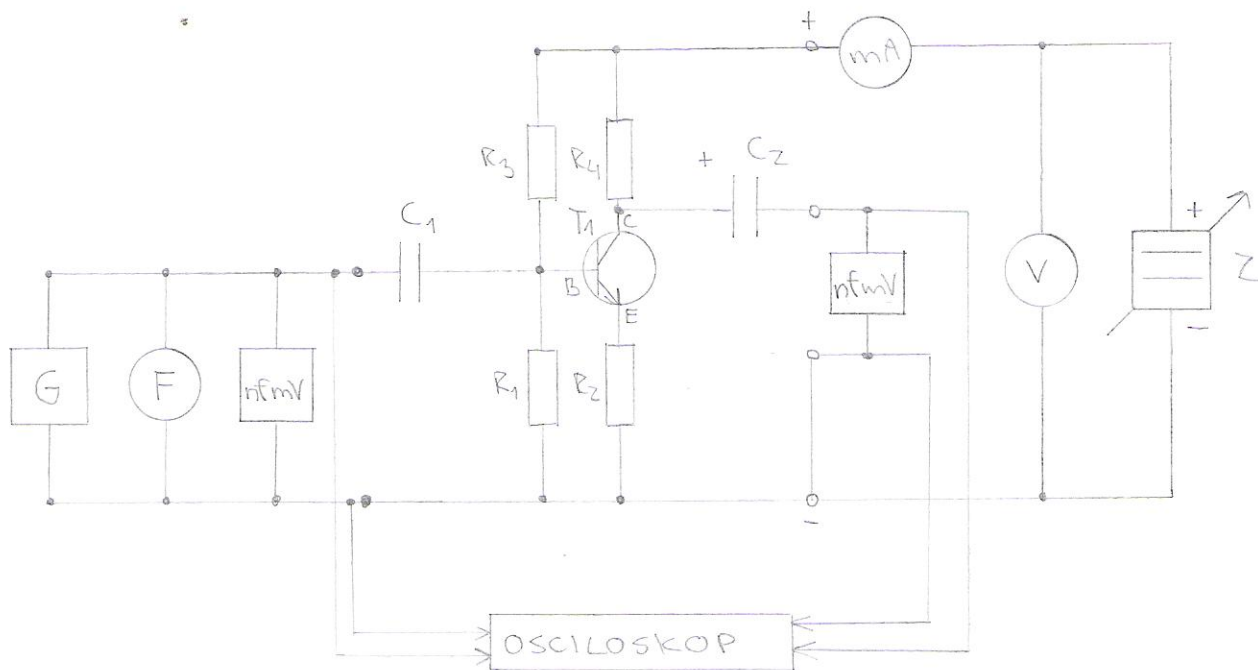 +
mA
R3
R4
+
C2
C1
T1
C
B
E
nfmV
V
+
-
Z
G
F
nfmV
R1
R2
-
OSCILOSKOP